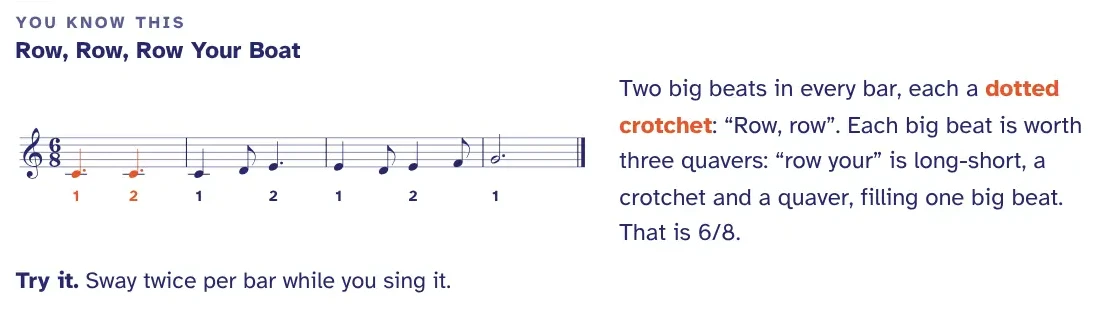 YOU KNOW THIS
Row, Row, Row Your Boat
6
8
1 2 1 2 1 2 1
Two big beats in every bar, each a dotted
crotchet: “Row, row”. Each big beat is worth
three quavers: “row your” is long-short, a
crotchet and a quaver, filling one big beat.
That is 6/8.
Try it. Sway twice per bar while you sing it.